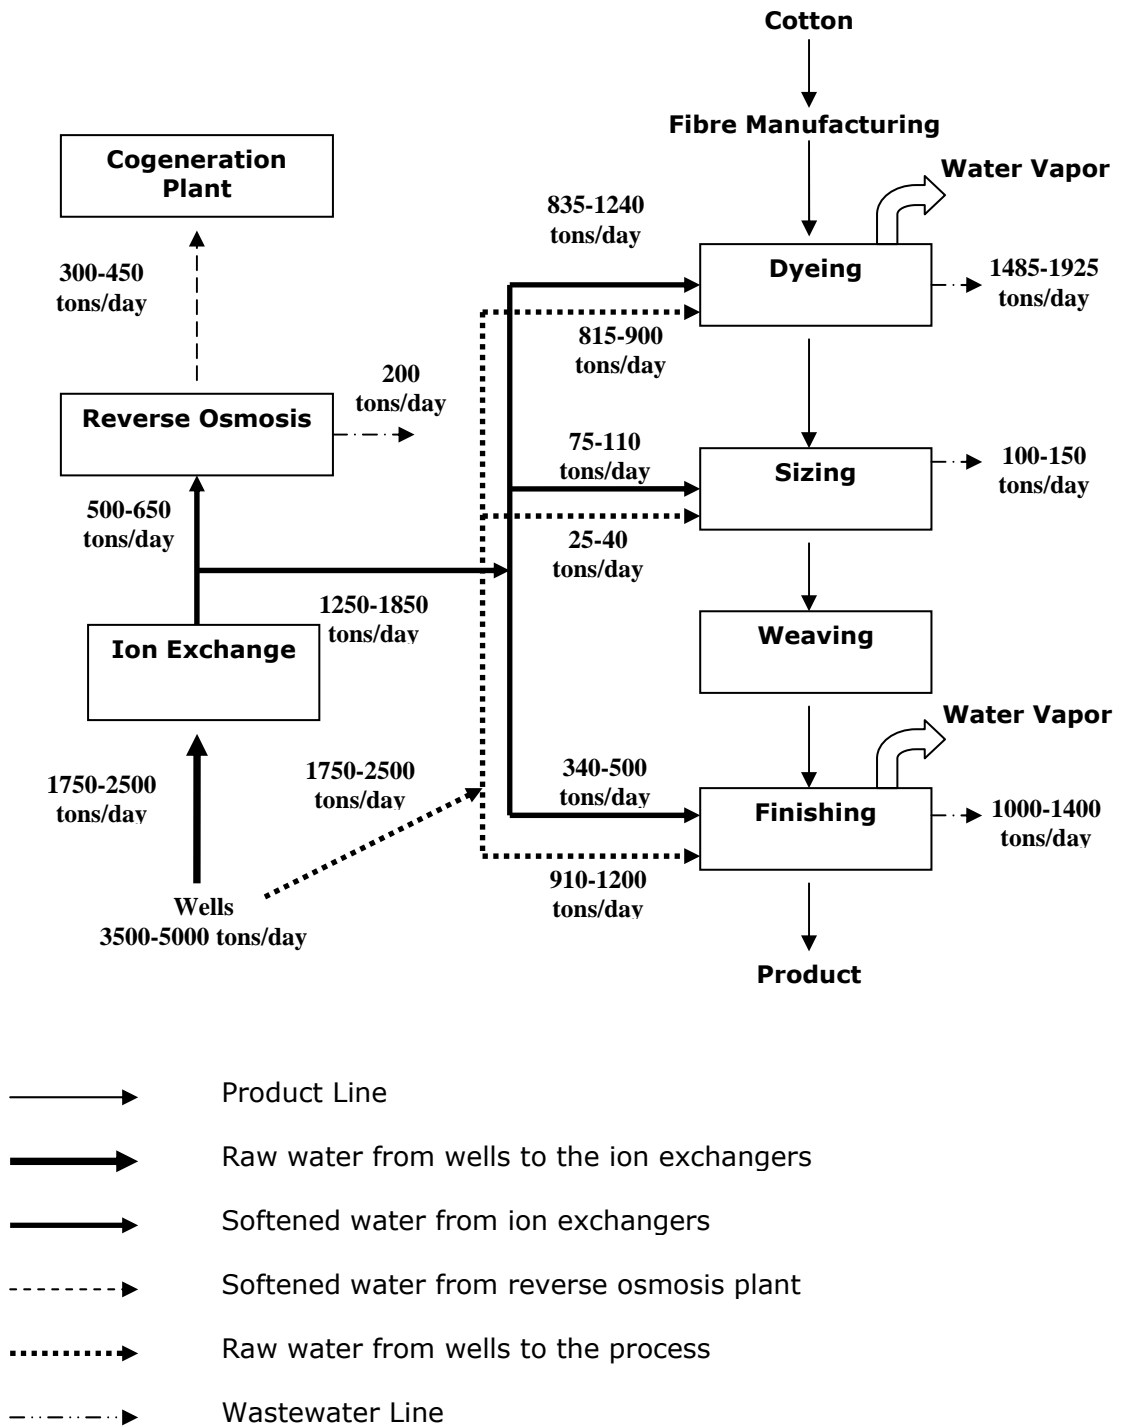 Cotton
Fibre Manufacturing
Water Vapor
Cogeneration
Plant
835-1240
tons/day
300-450
tons/day
Dyeing
1485-1925
tons/day
815-900
tons/day
200
tons/day
Reverse Osmosis
75-110
tons/day
Sizing
100-150
tons/day
500-650
tons/day
25-40
tons/day
1250-1850
tons/day
Ion Exchange
Weaving
Water Vapor
1750-2500
tons/day
1750-2500
tons/day
340-500
tons/day
Finishing
1000-1400
tons/day
910-1200
tons/day
Wells
3500-5000 tons/day
Product
Product Line
Raw water from wells to the ion exchangers
Softened water from ion exchangers
Softened water from reverse osmosis plant
Raw water from wells to the process
Wastewater Line